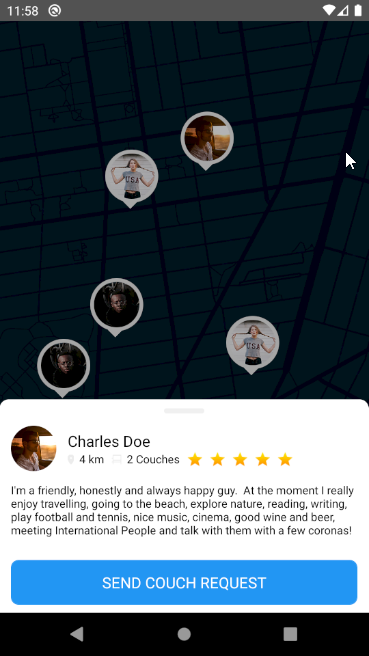 11:58
USA
USA
Charles Doe
4 km 2 Couches
I'm a friendly, honestly and always happy guy.  At the moment I really
enjoy travelling, going to the beach, explore nature, reading, writing,
play football and tennis, nice music, cinema, good wine and beer,
meeting International People and talk with them with a few coronas!
SEND COUCH REQUEST